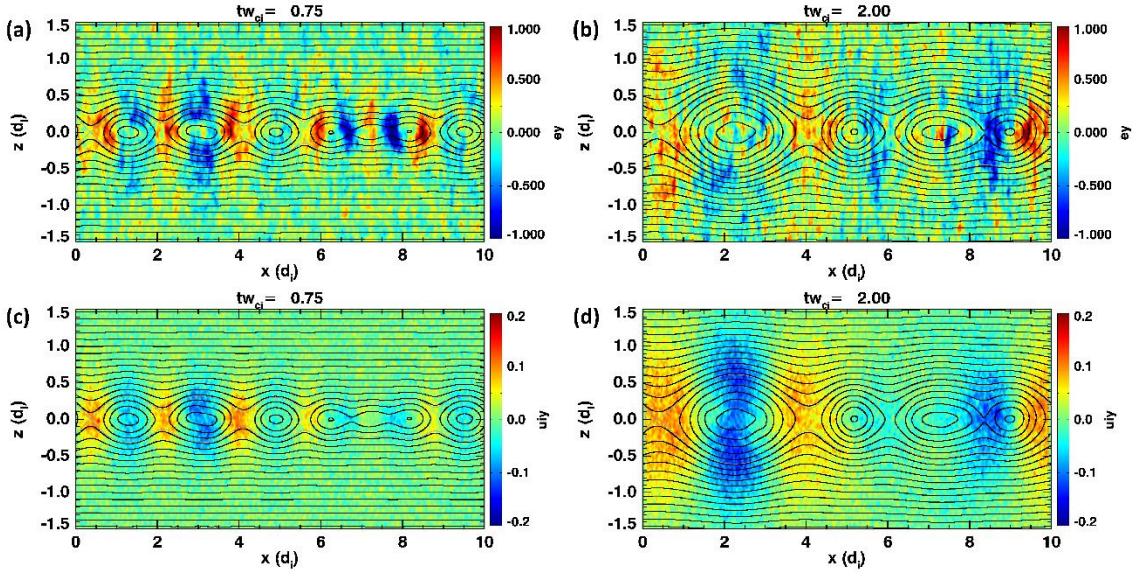 (a)
tw_ci = 0.75
1.5
1.0
0.5
0.0
-0.5
-1.0
-1.5
z (d_i)
0 2 4 6 8 10
x (d_i)
1.000
0.500
0.000
-0.500
-1.000
ey
(b)
tw_ci = 2.00
1.5
1.0
0.5
0.0
-0.5
-1.0
-1.5
z (d_i)
0 2 4 6 8 10
x (d_i)
1.000
0.500
0.000
-0.500
-1.000
ey
(c)
tw_ci = 0.75
1.5
1.0
0.5
0.0
-0.5
-1.0
-1.5
z (d_i)
0 2 4 6 8 10
x (d_i)
0.2
0.1
0.0
-0.1
-0.2
uiy
(d)
tw_ci = 2.00
1.5
1.0
0.5
0.0
-0.5
-1.0
-1.5
z (d_i)
0 2 4 6 8 10
x (d_i)
0.2
0.1
0.0
-0.1
-0.2
uiy